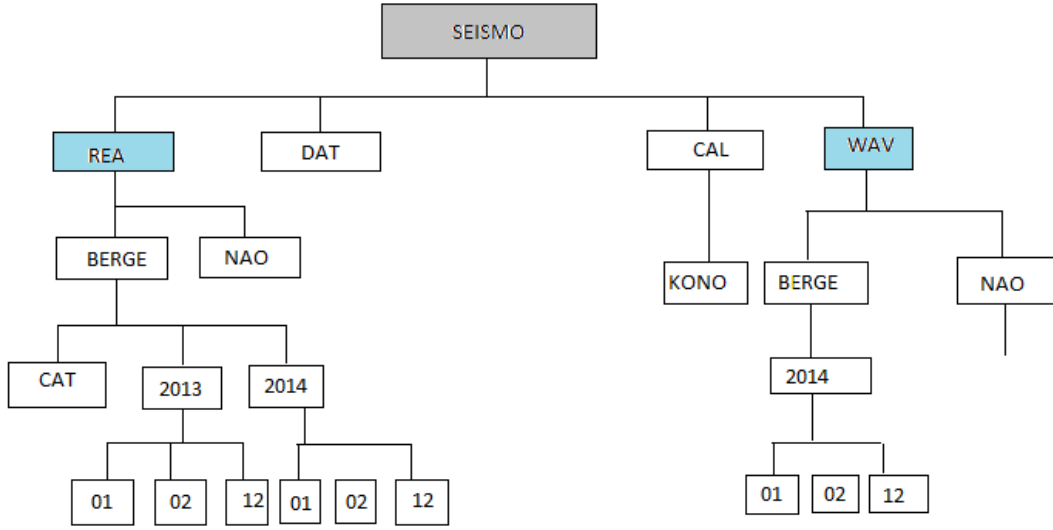 SEISMO
REA
DAT
CAL
WAV
BERGE
NAO
KONO
BERGE
NAO
CAT
2013
2014
2014
01
02
12
01
02
12
01
02
12